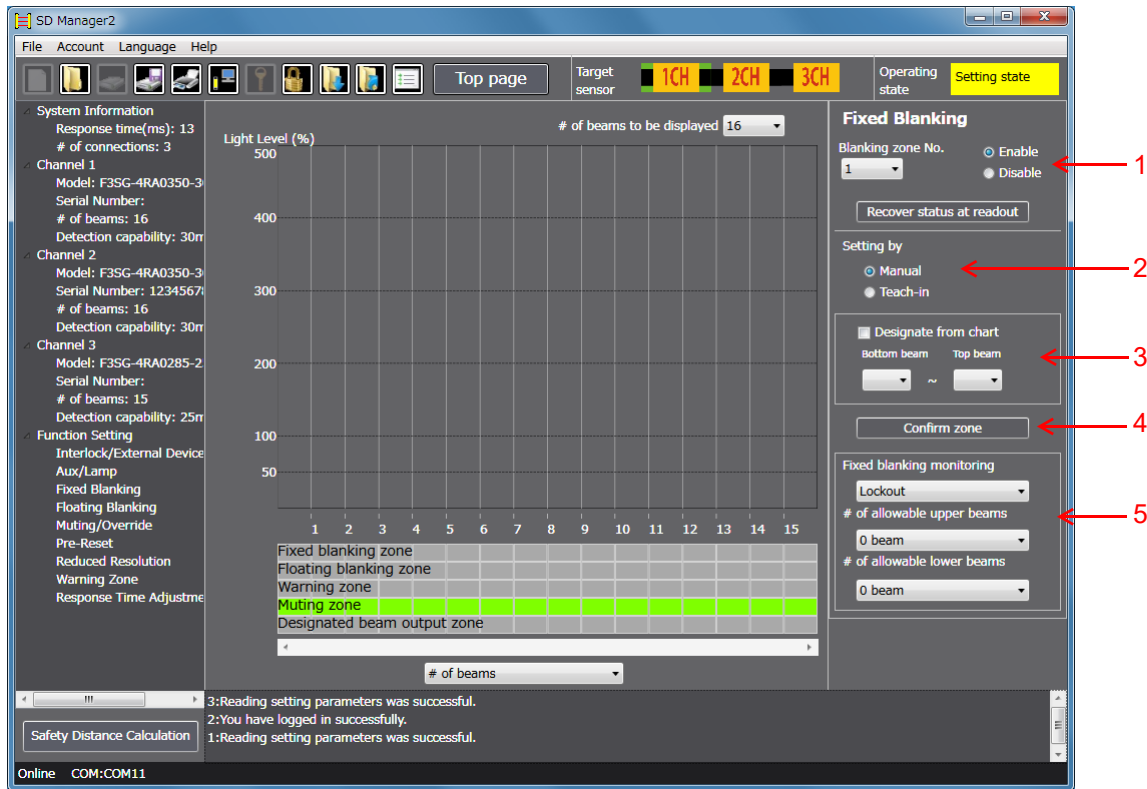 SD Manager2
File Account Language Help
Top page
Target sensor
1CH 2CH 3CH
Operating state
Setting state
System Information
Response time(ms): 13
# of connections: 3
Channel 1
Model: F3SG-4RA0350-3
Serial Number:
# of beams: 16
Detection capability: 30m
Channel 2
Model: F3SG-4RA0350-3
Serial Number: 1234567
# of beams: 16
Detection capability: 30m
Channel 3
Model: F3SG-4RA0285-2
Serial Number:
# of beams: 15
Detection capability: 25m
Function Setting
Interlock/External Device
Aux/Lamp
Fixed Blanking
Floating Blanking
Muting/Override
Pre-Reset
Reduced Resolution
Warning Zone
Response Time Adjustme
Safety Distance Calculation
# of beams to be displayed 16
Light Level (%)
500
400
300
200
100
50
1 2 3 4 5 6 7 8 9 10 11 12 13 14 15
Fixed blanking zone
Floating blanking zone
Warning zone
Muting zone
Designated beam output zone
# of beams
Fixed Blanking
Blanking zone No.
1
Enable
Disable
1
Recover status at readout
Setting by
Manual
Teach-in
2
Designate from chart
Bottom beam Top beam
~
3
Confirm zone
4
Fixed blanking monitoring
Lockout
# of allowable upper beams
0 beam
# of allowable lower beams
0 beam
5
3:Reading setting parameters was successful.
2:You have logged in successfully.
1:Reading setting parameters was successful.
Online COM:COM11